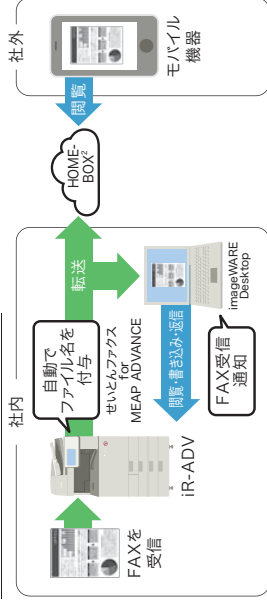 社内
社外
FAXを
受信
iR-ADV
自動で
ファイル名を
付与
せいとんファクス
for
MEAP ADVANCE
転送
HOME-
BOX²
閲覧
モバイル
機器
閲覧・書き込み・返信
imageWARE
Desktop
FAX受信
通知